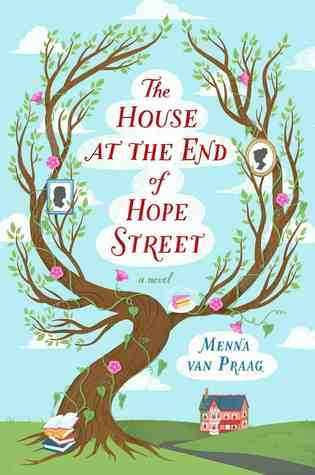 The
HOUSE
AT THE END
of
HOPE
STREET
a novel
MENNA
VAN PRAAG